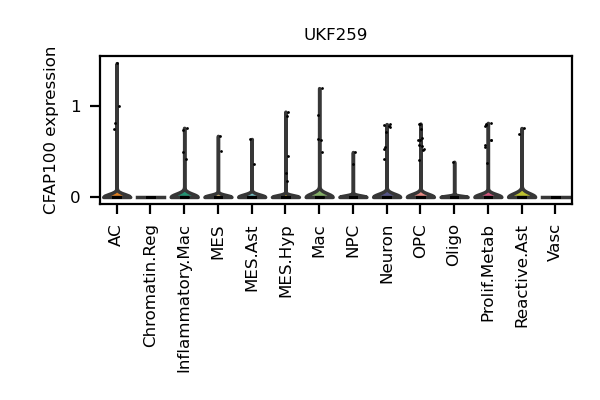 UKF259
CFAP100 expression
1
0
AC
Chromatin.Reg
Inflammatory.Mac
MES
MES.Ast
MES.Hyp
Mac
NPC
Neuron
OPC
Oligo
Prolif.Metab
Reactive.Ast
Vasc